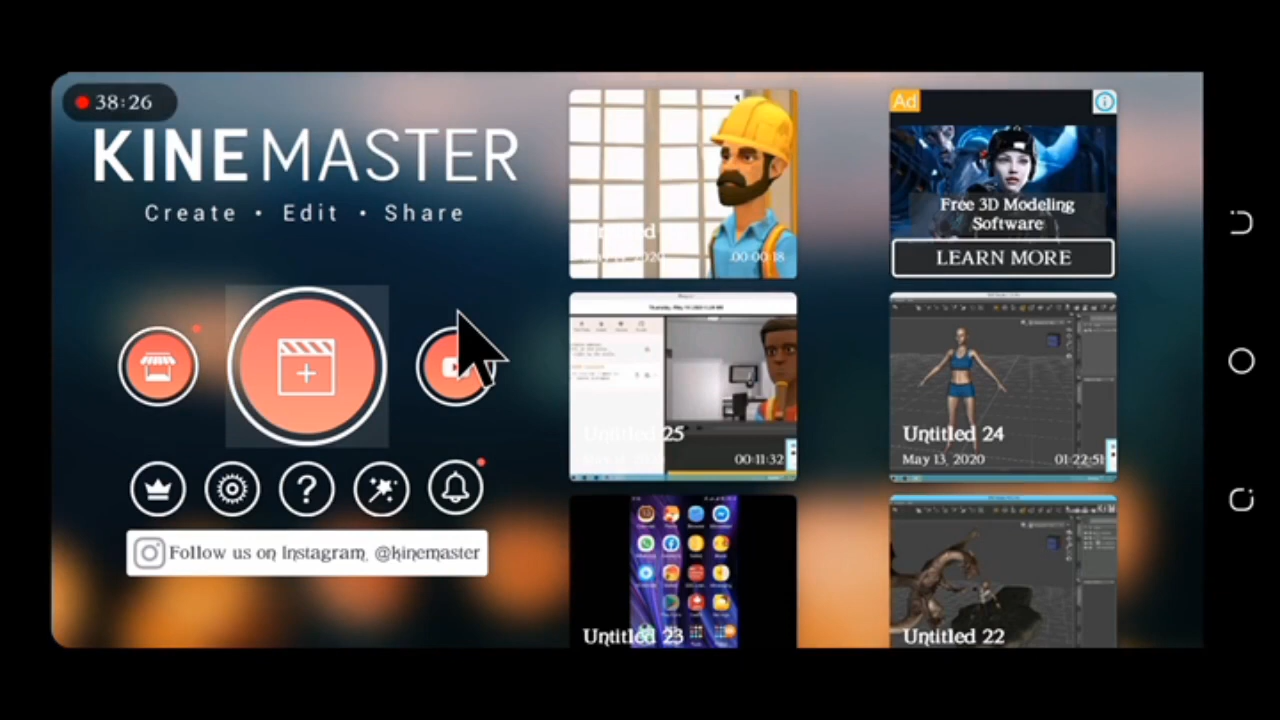 38:26
KINEMASTER
Create • Edit • Share
Follow us on Instagram, @kinemaster
00:00:18
Ad
Free 3D Modeling
Software
LEARN MORE
Untitled 25
00:11:32
Untitled 24
May 13, 2020
01:22:51
Untitled 23
Untitled 22